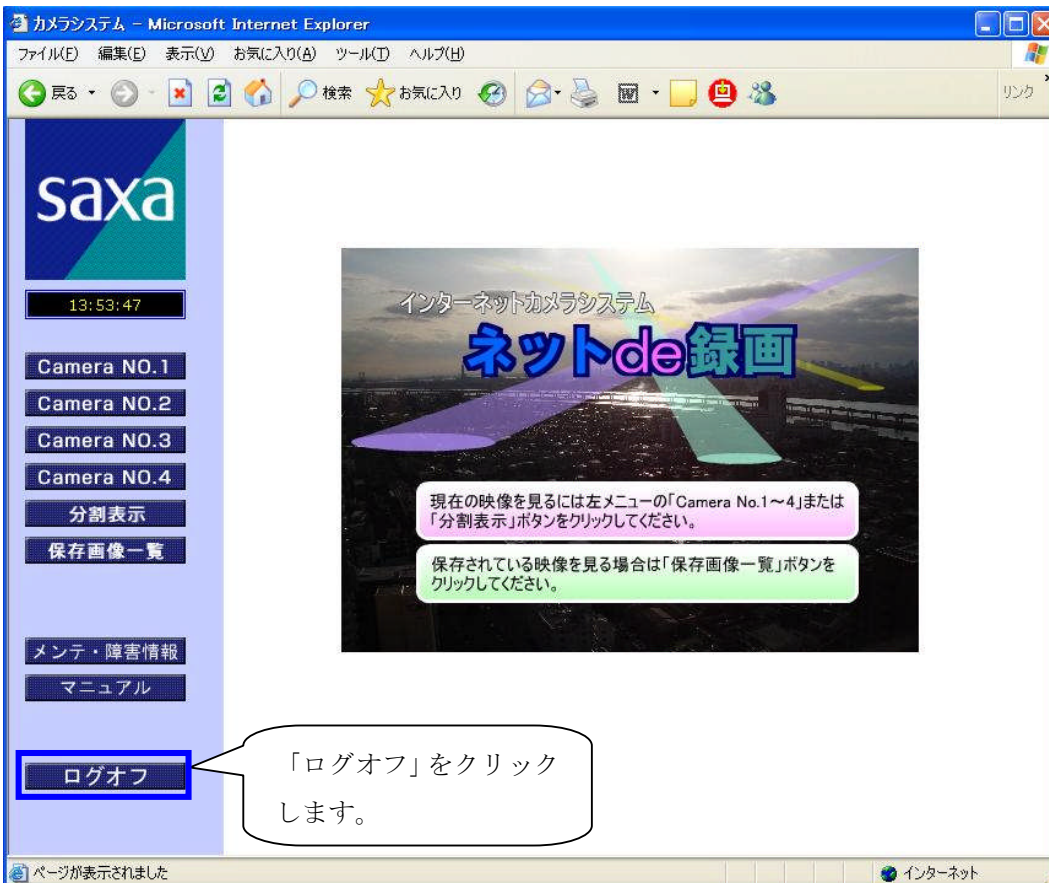 カメラシステム - Microsoft Internet Explorer
ファイル(F) 編集(E) 表示(V) お気に入り(A) ツール(T) ヘルプ(H)
戻る 検索 お気に入り リンク
saxa
13:53:47
Camera NO.1
Camera NO.2
Camera NO.3
Camera NO.4
分割表示
保存画像一覧
メンテ・障害情報
マニュアル
ログオフ
インターネットカメラシステム
ネットde録画
現在の映像を見るには左メニューの「Camera No.1～4」または
「分割表示」ボタンをクリックしてください。
保存されている映像を見る場合は「保存画像一覧」ボタンを
クリックしてください。
「ログオフ」をクリック
します。
ページが表示されました
インターネット